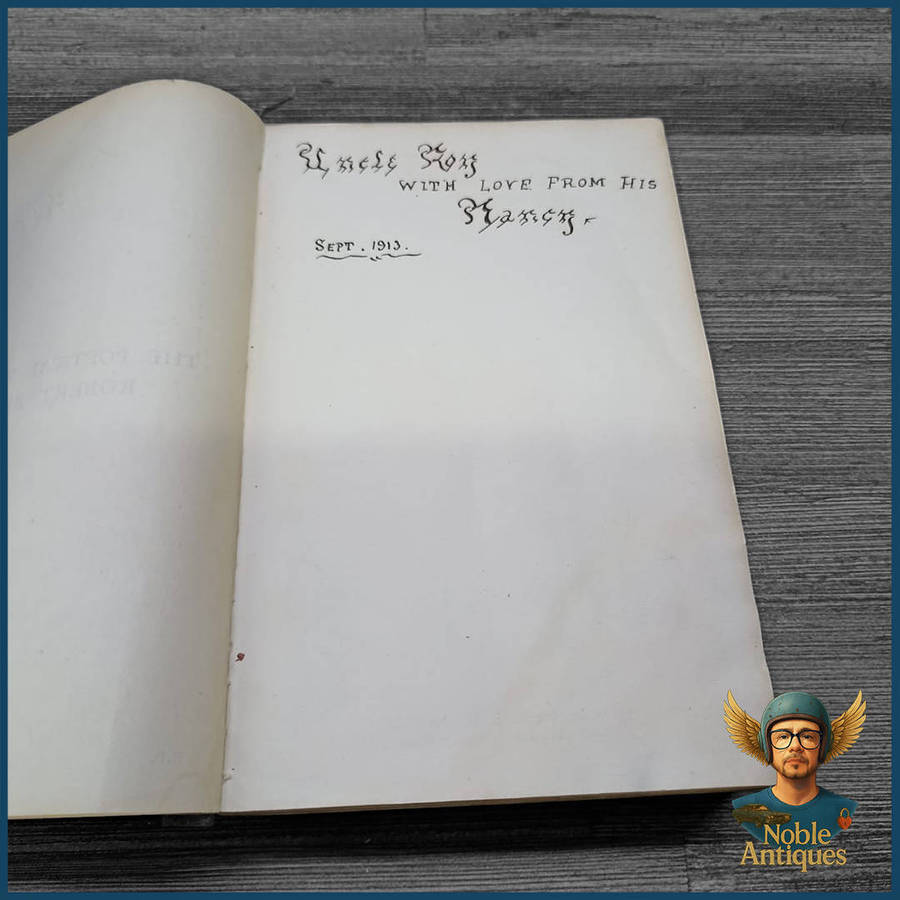 Uncle Roy
WITH LOVE FROM HIS
Nancy.
SEPT. 1913.
Noble
Antiques